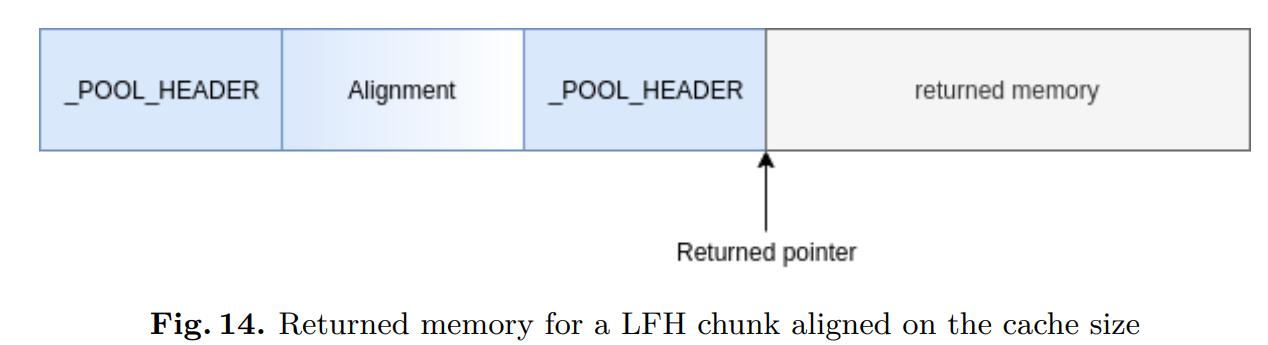 _POOL_HEADER Alignment _POOL_HEADER returned memory
Returned pointer
Fig. 14. Returned memory for a LFH chunk aligned on the cache size